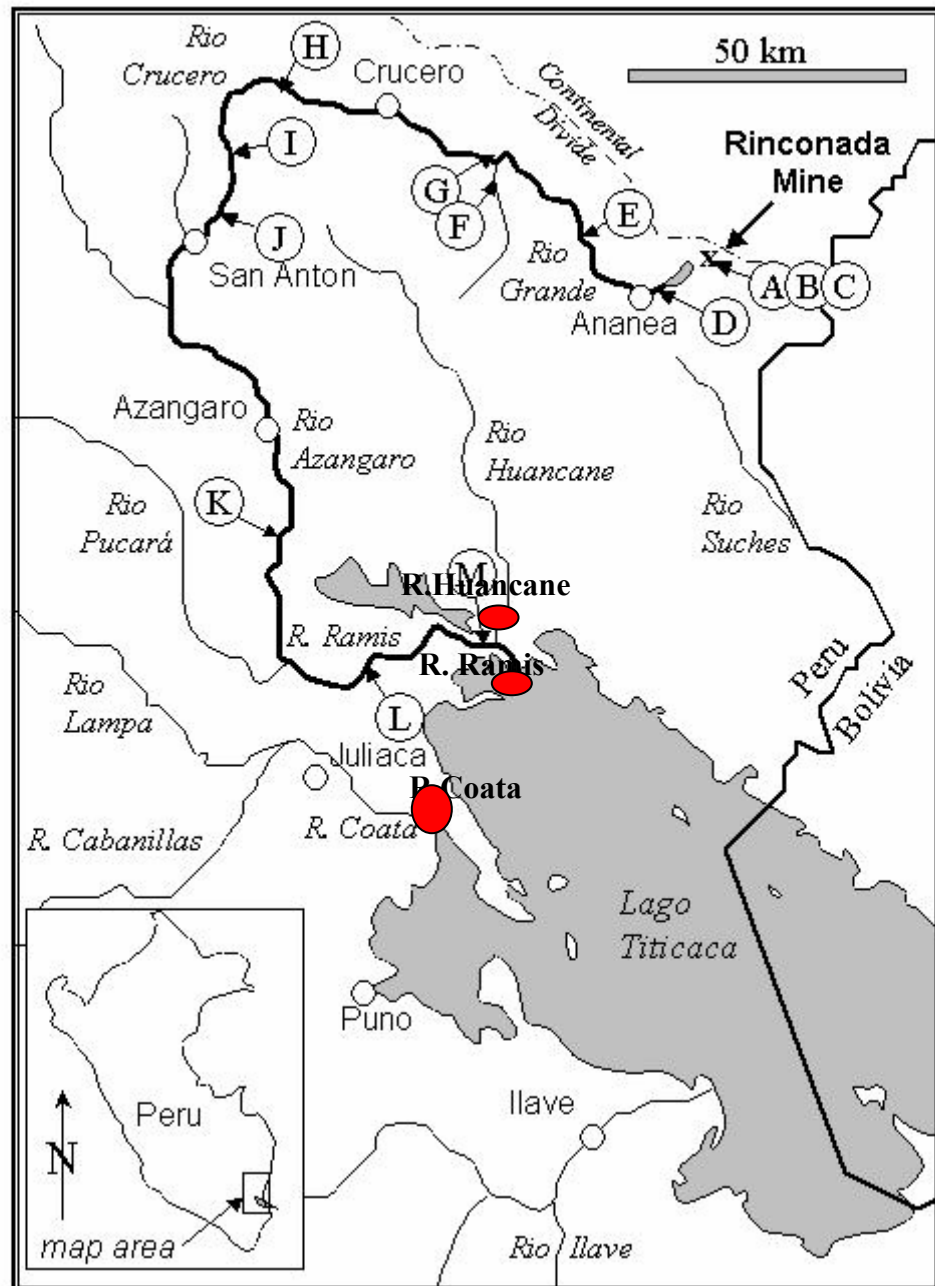 Rio
Crucero
H
Crucero
50 km
Continental
Divide
Rinconada
Mine
I
G
F
E
J
San Anton
Rio
Grande
A B C
Ananea
D
Azangaro
Rio
Azangaro
Rio
Huancane
Rio
Pucará
K
Rio
Suches
M
R.Huancane
R. Ramis
R. Ramis
Peru
Bolivia
Rio
Lampa
L
Juliaca
R.Coata
R. Coata
R. Cabanillas
Lago
Titicaca
Puno
Ilave
Peru
N
map area
Rio Ilave